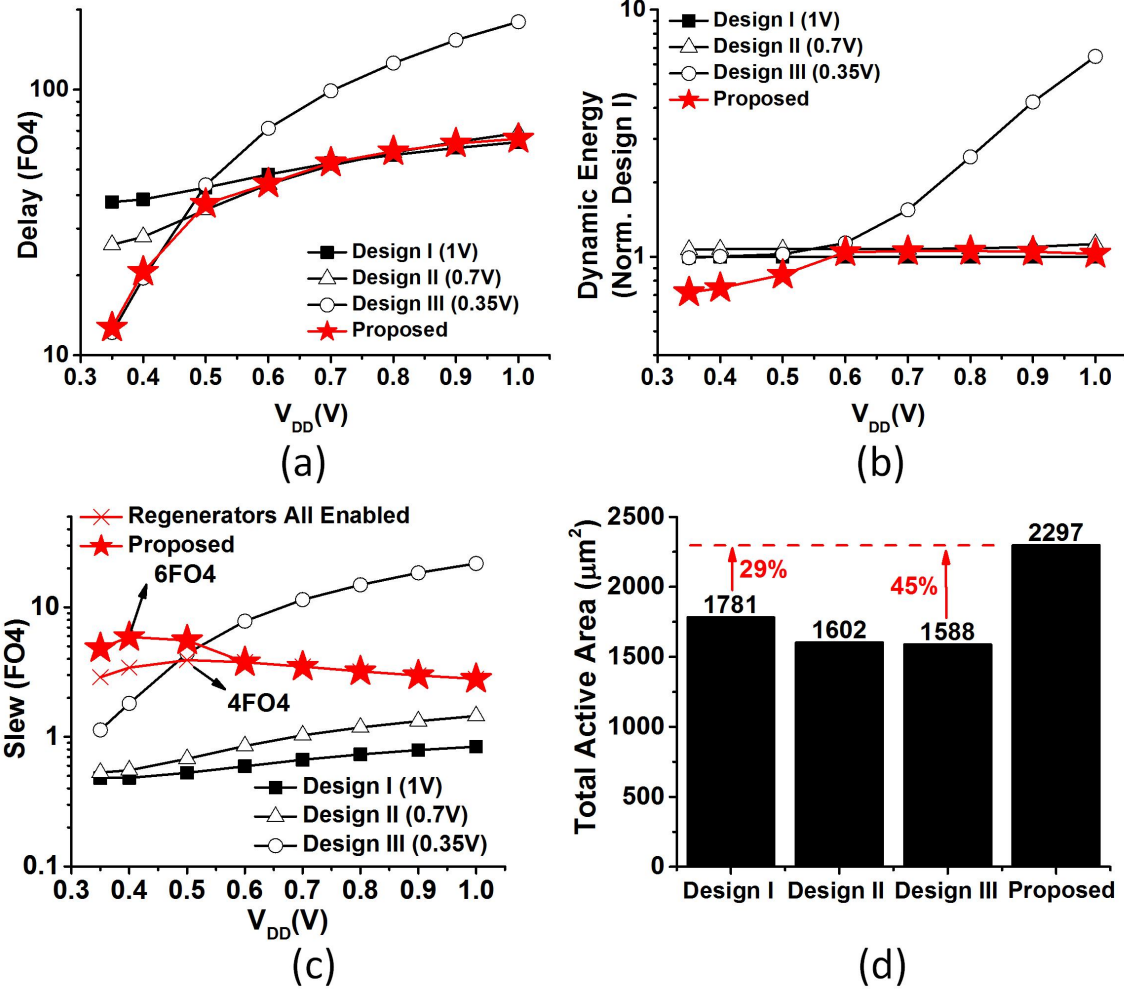 Delay (FO4)
100
10
Design I (1V)
Design II (0.7V)
Design III (0.35V)
Proposed
0.3 0.4 0.5 0.6 0.7 0.8 0.9 1.0
VDD(V)
(a)
Dynamic Energy
(Norm. Design I)
10
1
Design I (1V)
Design II (0.7V)
Design III (0.35V)
Proposed
0.3 0.4 0.5 0.6 0.7 0.8 0.9 1.0
VDD(V)
(b)
Regenerators All Enabled
Proposed
6FO4
4FO4
Slew (FO4)
10
1
0.1
Design I (1V)
Design II (0.7V)
Design III (0.35V)
0.3 0.4 0.5 0.6 0.7 0.8 0.9 1.0
VDD(V)
(c)
Total Active Area (μm²)
2500
2000
1500
1000
500
0
2297
29%
45%
1781
1602
1588
Design I Design II Design III Proposed
(d)